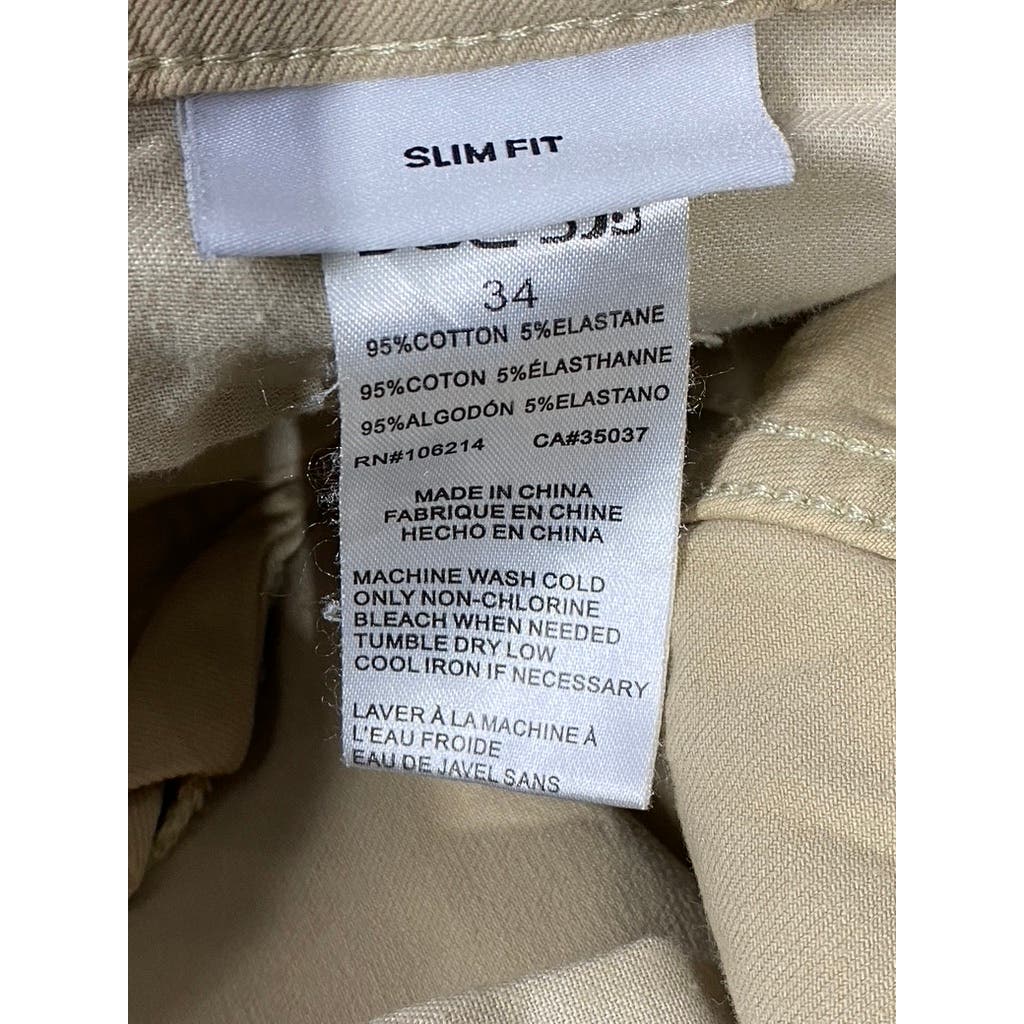 SLIM FIT
34
95%COTTON 5%ELASTANE
95%COTON 5%ÉLASTHANNE
95%ALGODÓN 5%ELASTANO
RN#106214 CA#35037
MADE IN CHINA
FABRIQUE EN CHINE
HECHO EN CHINA
MACHINE WASH COLD
ONLY NON-CHLORINE
BLEACH WHEN NEEDED
TUMBLE DRY LOW
COOL IRON IF NECESSARY
LAVER À LA MACHINE À
L'EAU FROIDE
EAU DE JAVEL SANS